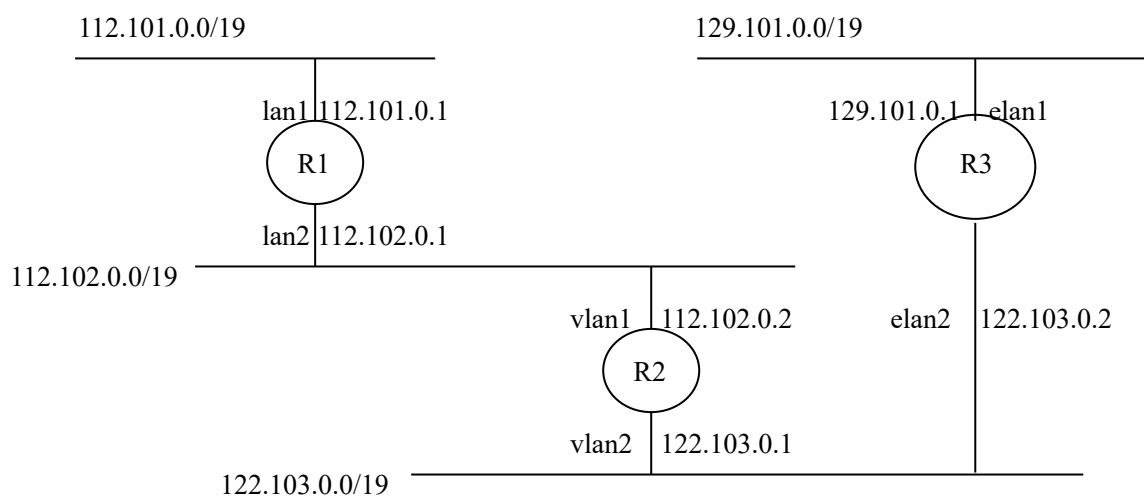 112.101.0.0/19
129.101.0.0/19
lan1 112.101.0.1
129.101.0.1 elan1
R1
R3
lan2 112.102.0.1
112.102.0.0/19
vlan1 112.102.0.2
elan2 122.103.0.2
R2
vlan2 122.103.0.1
122.103.0.0/19